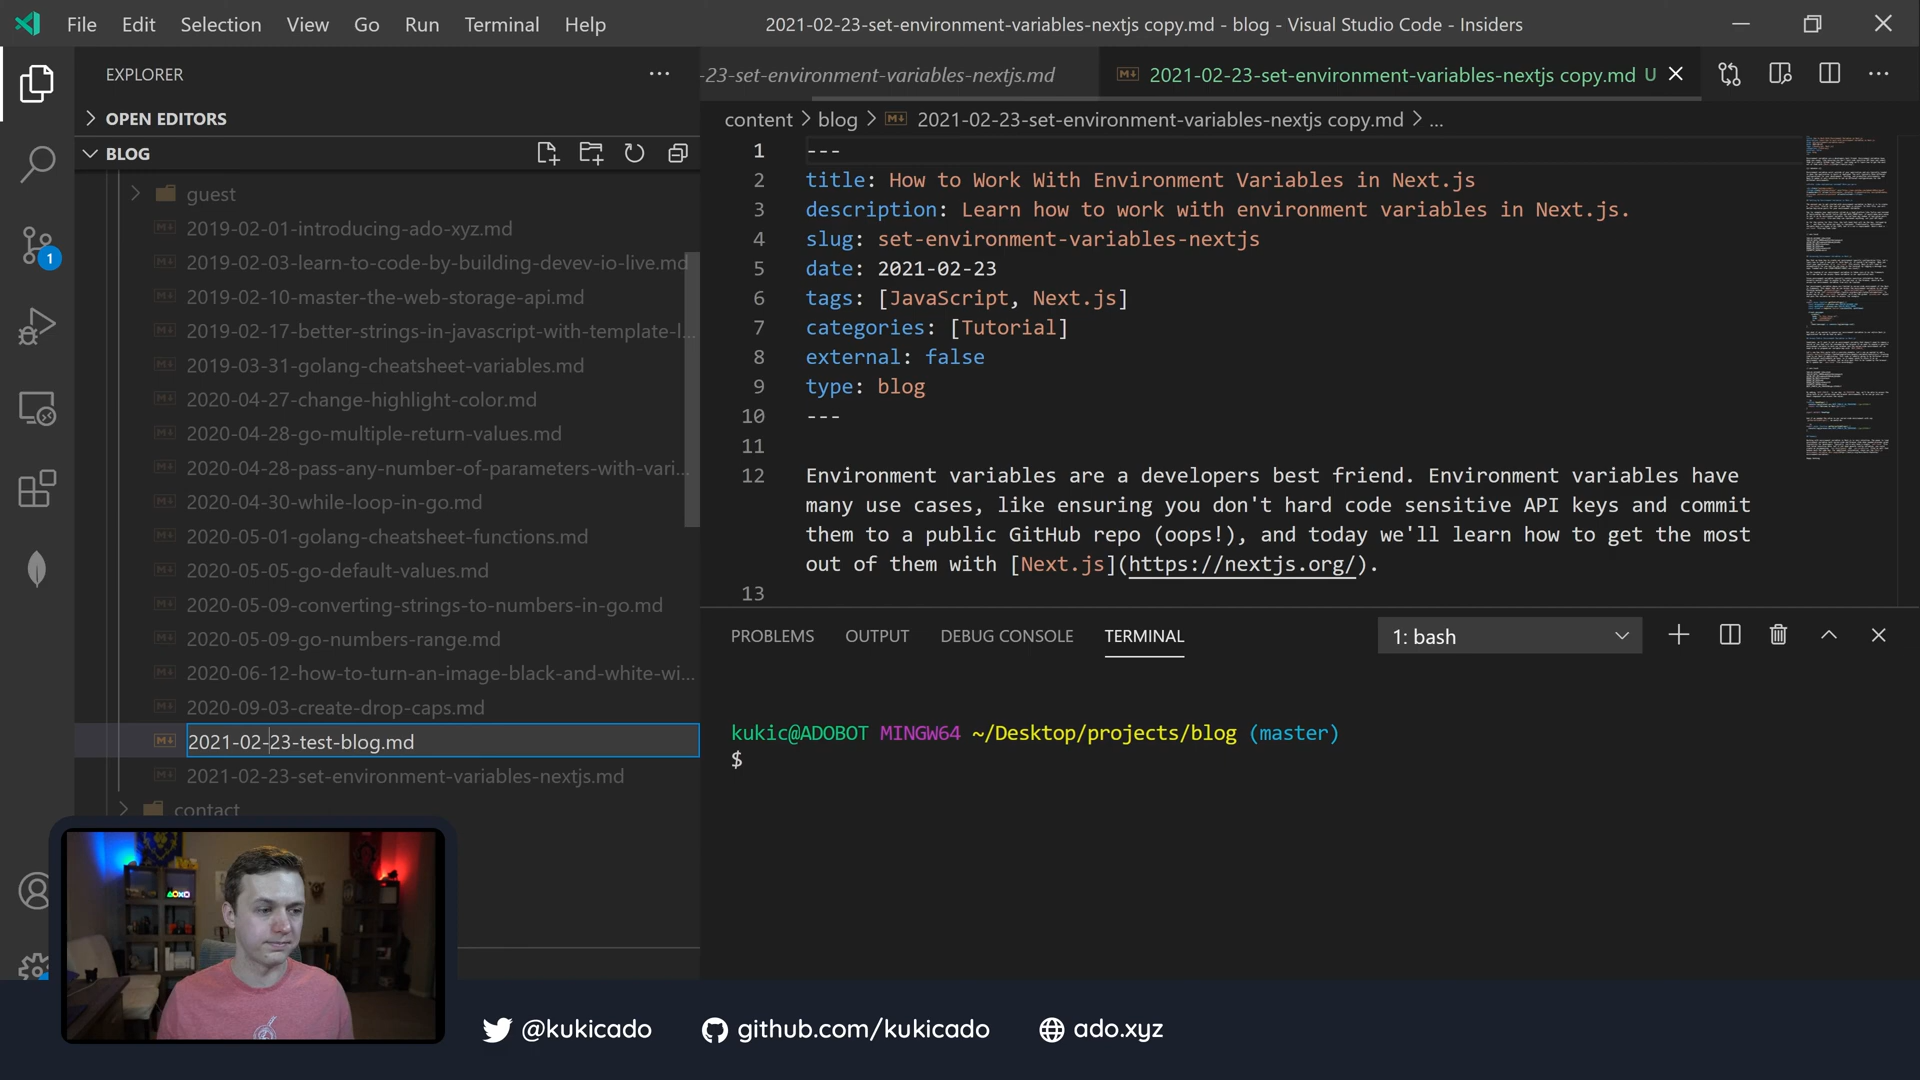 File Edit Selection View Go Run Terminal Help 2021-02-23-set-environment-variables-nextjs copy.md - blog - Visual Studio Code - Insiders
EXPLORER
-23-set-environment-variables-nextjs.md 2021-02-23-set-environment-variables-nextjs copy.md U
OPEN EDITORS
content blog 2021-02-23-set-environment-variables-nextjs copy.md ...
BLOG
guest
2019-02-01-introducing-ado-xyz.md
2019-02-03-learn-to-code-by-building-devev-io-live.md
2019-02-10-master-the-web-storage-api.md
2019-02-17-better-strings-in-javascript-with-template-l...
2019-03-31-golang-cheatsheet-variables.md
2020-04-27-change-highlight-color.md
2020-04-28-go-multiple-return-values.md
2020-04-28-pass-any-number-of-parameters-with-vari...
2020-04-30-while-loop-in-go.md
2020-05-01-golang-cheatsheet-functions.md
2020-05-05-go-default-values.md
2020-05-09-converting-strings-to-numbers-in-go.md
2020-05-09-go-numbers-range.md
2020-06-12-how-to-turn-an-image-black-and-white-wi...
2020-09-03-create-drop-caps.md
2021-02-23-test-blog.md
2021-02-23-set-environment-variables-nextjs.md
contact
1
1 ---
2 title: How to Work With Environment Variables in Next.js
3 description: Learn how to work with environment variables in Next.js.
4 slug: set-environment-variables-nextjs
5 date: 2021-02-23
6 tags: [JavaScript, Next.js]
7 categories: [Tutorial]
8 external: false
9 type: blog
10 ---
11
12 Environment variables are a developers best friend. Environment variables have
many use cases, like ensuring you don't hard code sensitive API keys and commit
them to a public GitHub repo (oops!), and today we'll learn how to get the most
out of them with [Next.js](https://nextjs.org/).
13
PROBLEMS OUTPUT DEBUG CONSOLE TERMINAL 1: bash
kukic@ADOBOT MINGW64 ~/Desktop/projects/blog (master)
$
@kukicado github.com/kukicado ado.xyz